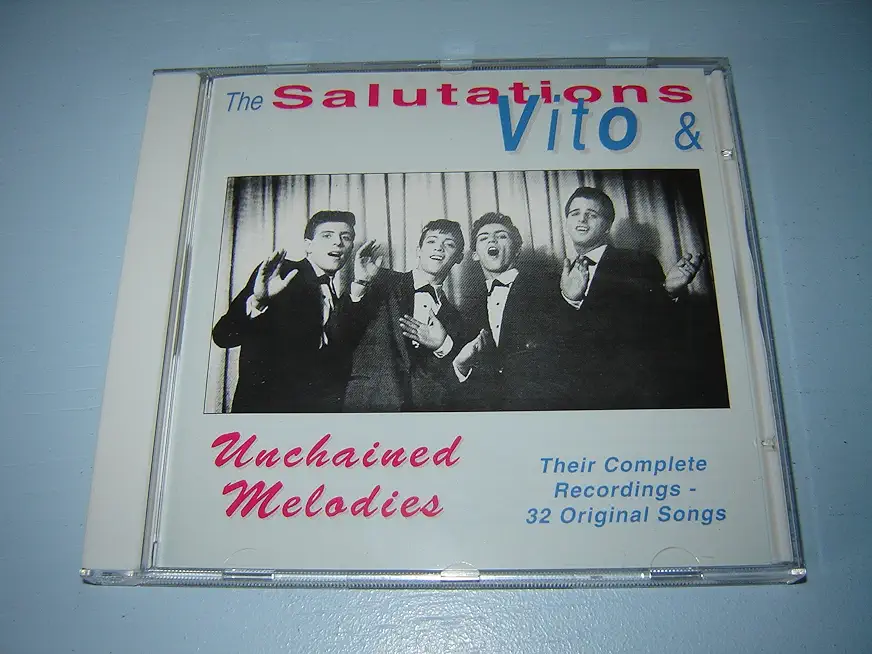 The Salutations
Vito &
Unchained
Melodies
Their Complete
Recordings -
32 Original Songs